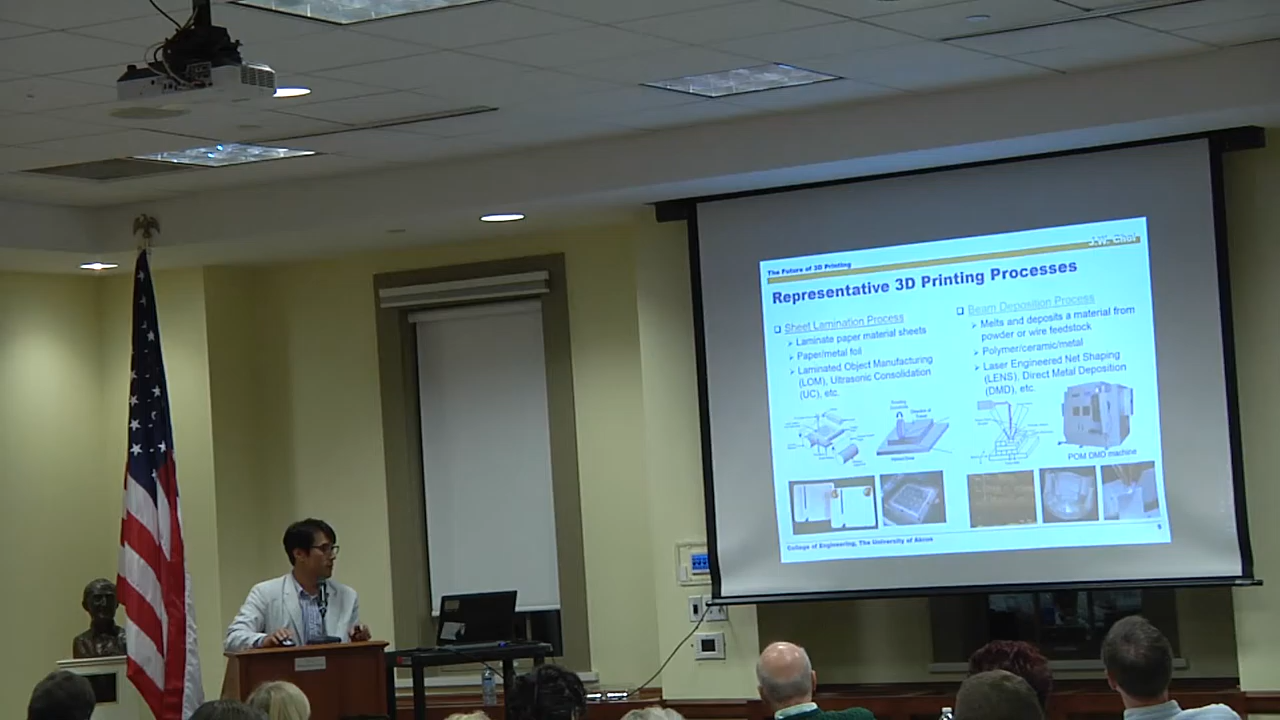 The Future of 3D Printing
J.W. Choi
Representative 3D Printing Processes
Sheet Lamination Process
Laminate paper material sheets
Paper/metal foil
Laminated Object Manufacturing
(LOM), Ultrasonic Consolidation
(UC), etc.
Beam Deposition Process
Melts and deposits a material from
powder or wire feedstock
Polymer/ceramic/metal
Laser Engineered Net Shaping
(LENS), Direct Metal Deposition
(DMD), etc.
POM DMD machine
College of Engineering, The University of Akron